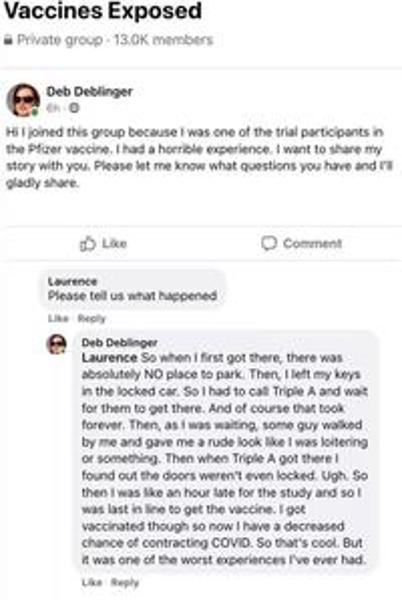 Vaccines Exposed
Private group · 13.0K members
Deb Deblinger
6h ·
Hi I joined this group because I was one of the trial participants in
the Pfizer vaccine. I had a horrible experience. I want to share my
story with you. Please let me know what questions you have and I'll
gladly share.
Like Comment
Laurence
Please tell us what happened
Like · Reply
Deb Deblinger
Laurence So when I first got there, there was
absolutely NO place to park. Then, I left my keys
in the locked car. So I had to call Triple A and wait
for them to get there. And of course that took
forever. Then, as I was waiting, some guy walked
by me and gave me a rude look like I was loitering
or something. Then when Triple A got there I
found out the doors weren't even locked. Ugh. So
then I was like an hour late for the study and so I
was last in line to get the vaccine. I got
vaccinated though so now I have a decreased
chance of contracting COVID. So that's cool. But
it was one of the worst experiences I've ever had.
Like · Reply